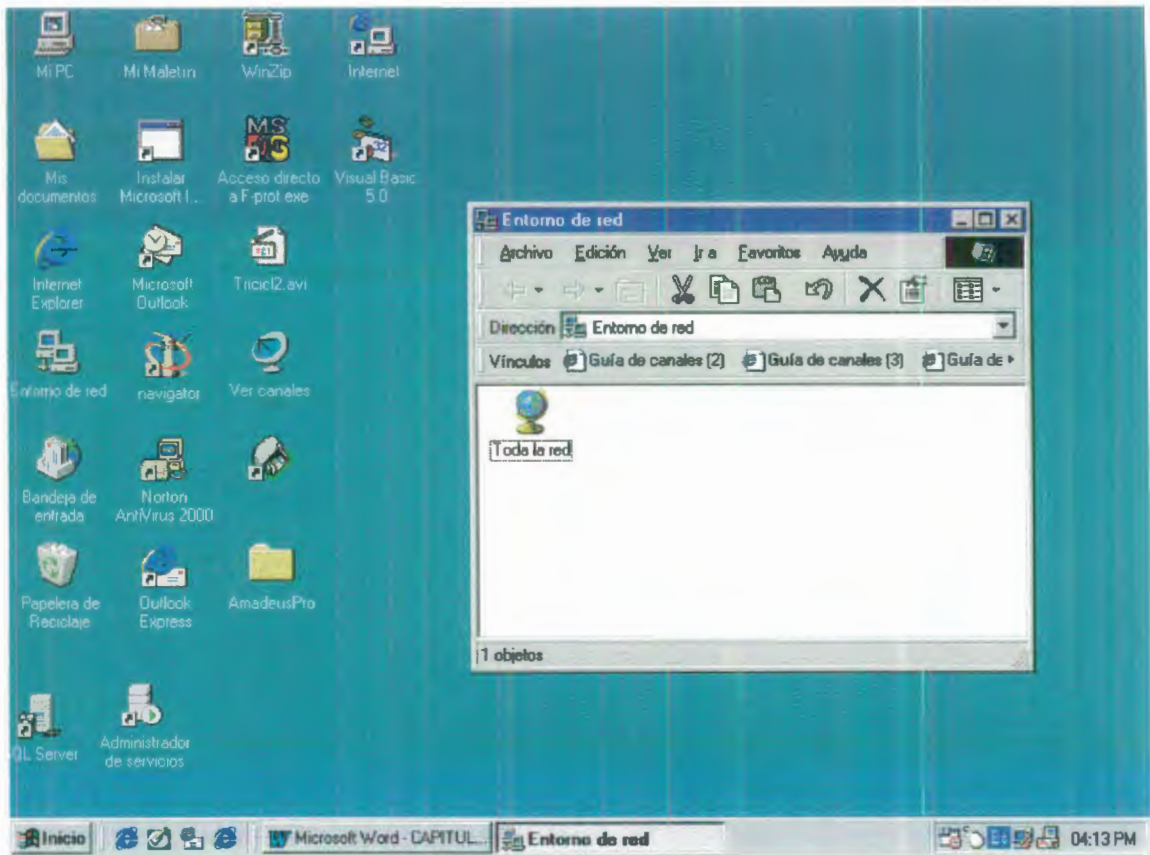 Mi PC
Mi Maletín
WinZip
Internet
Mis
documentos
Instalar
Microsoft I...
MS
Acceso directo
a F-prot.exe
Visual Basic
5.0
Internet
Explorer
Microsoft
Outlook
Tricicl2.avi
Entorno de red
navigator
Ver canales
Bandeja de
entrada
Norton
AntiVirus 2000
Papelera de
Reciclaje
Outlook
Express
AmadeusPro
QL Server
Administrador
de servicios
Entorno de red
Archivo Edición Ver Ir a Favoritos Ayuda
Dirección Entorno de red
Vínculos Guía de canales (2) Guía de canales (3) Guía de
Toda la red
1 objetos
Inicio
Microsoft Word - CAPITUL...
Entorno de red
04:13 PM